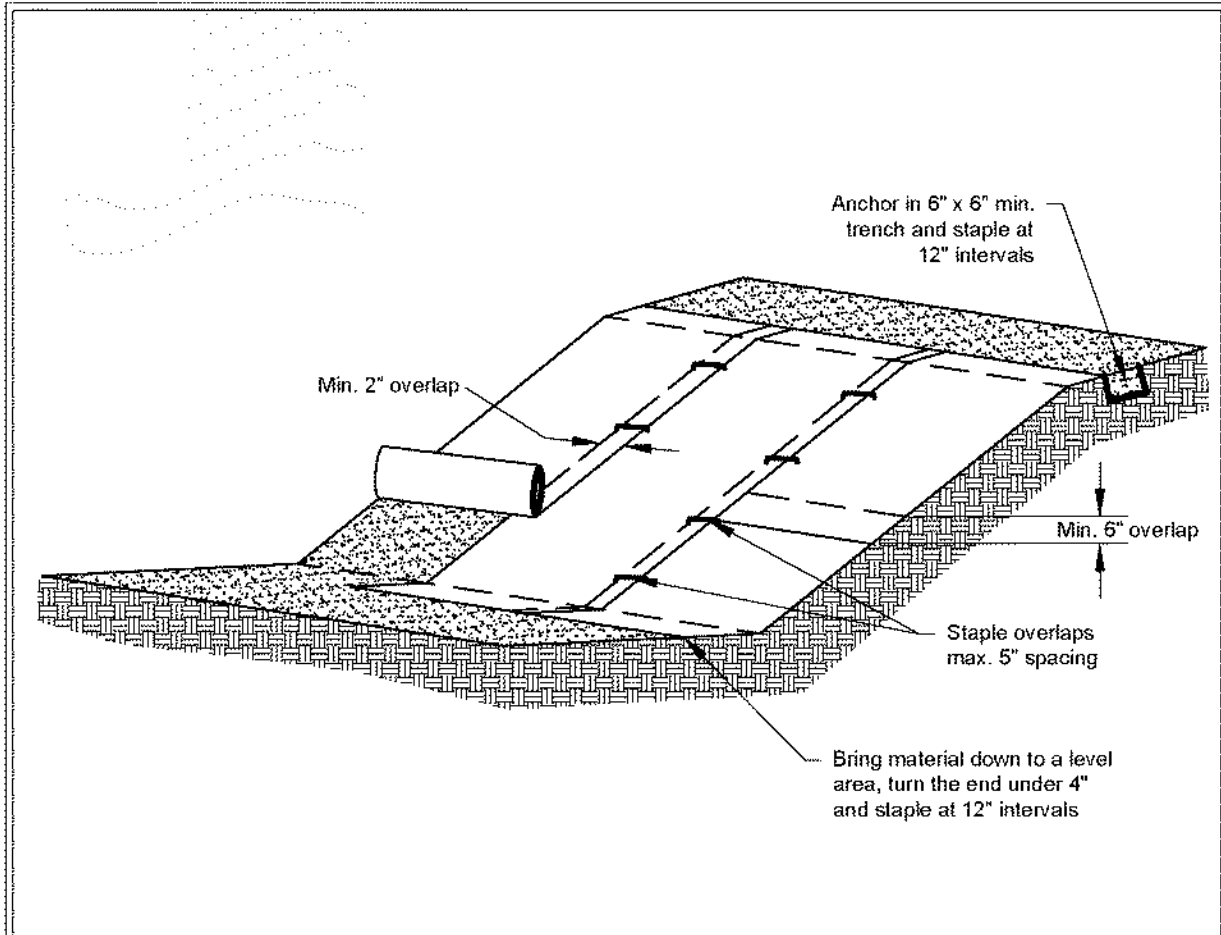 Anchor in 6" x 6" min.
trench and staple at
12" intervals
Min. 2" overlap
Min. 6" overlap
Staple overlaps
max. 5" spacing
Bring material down to a level
area, turn the end under 4"
and staple at 12" intervals